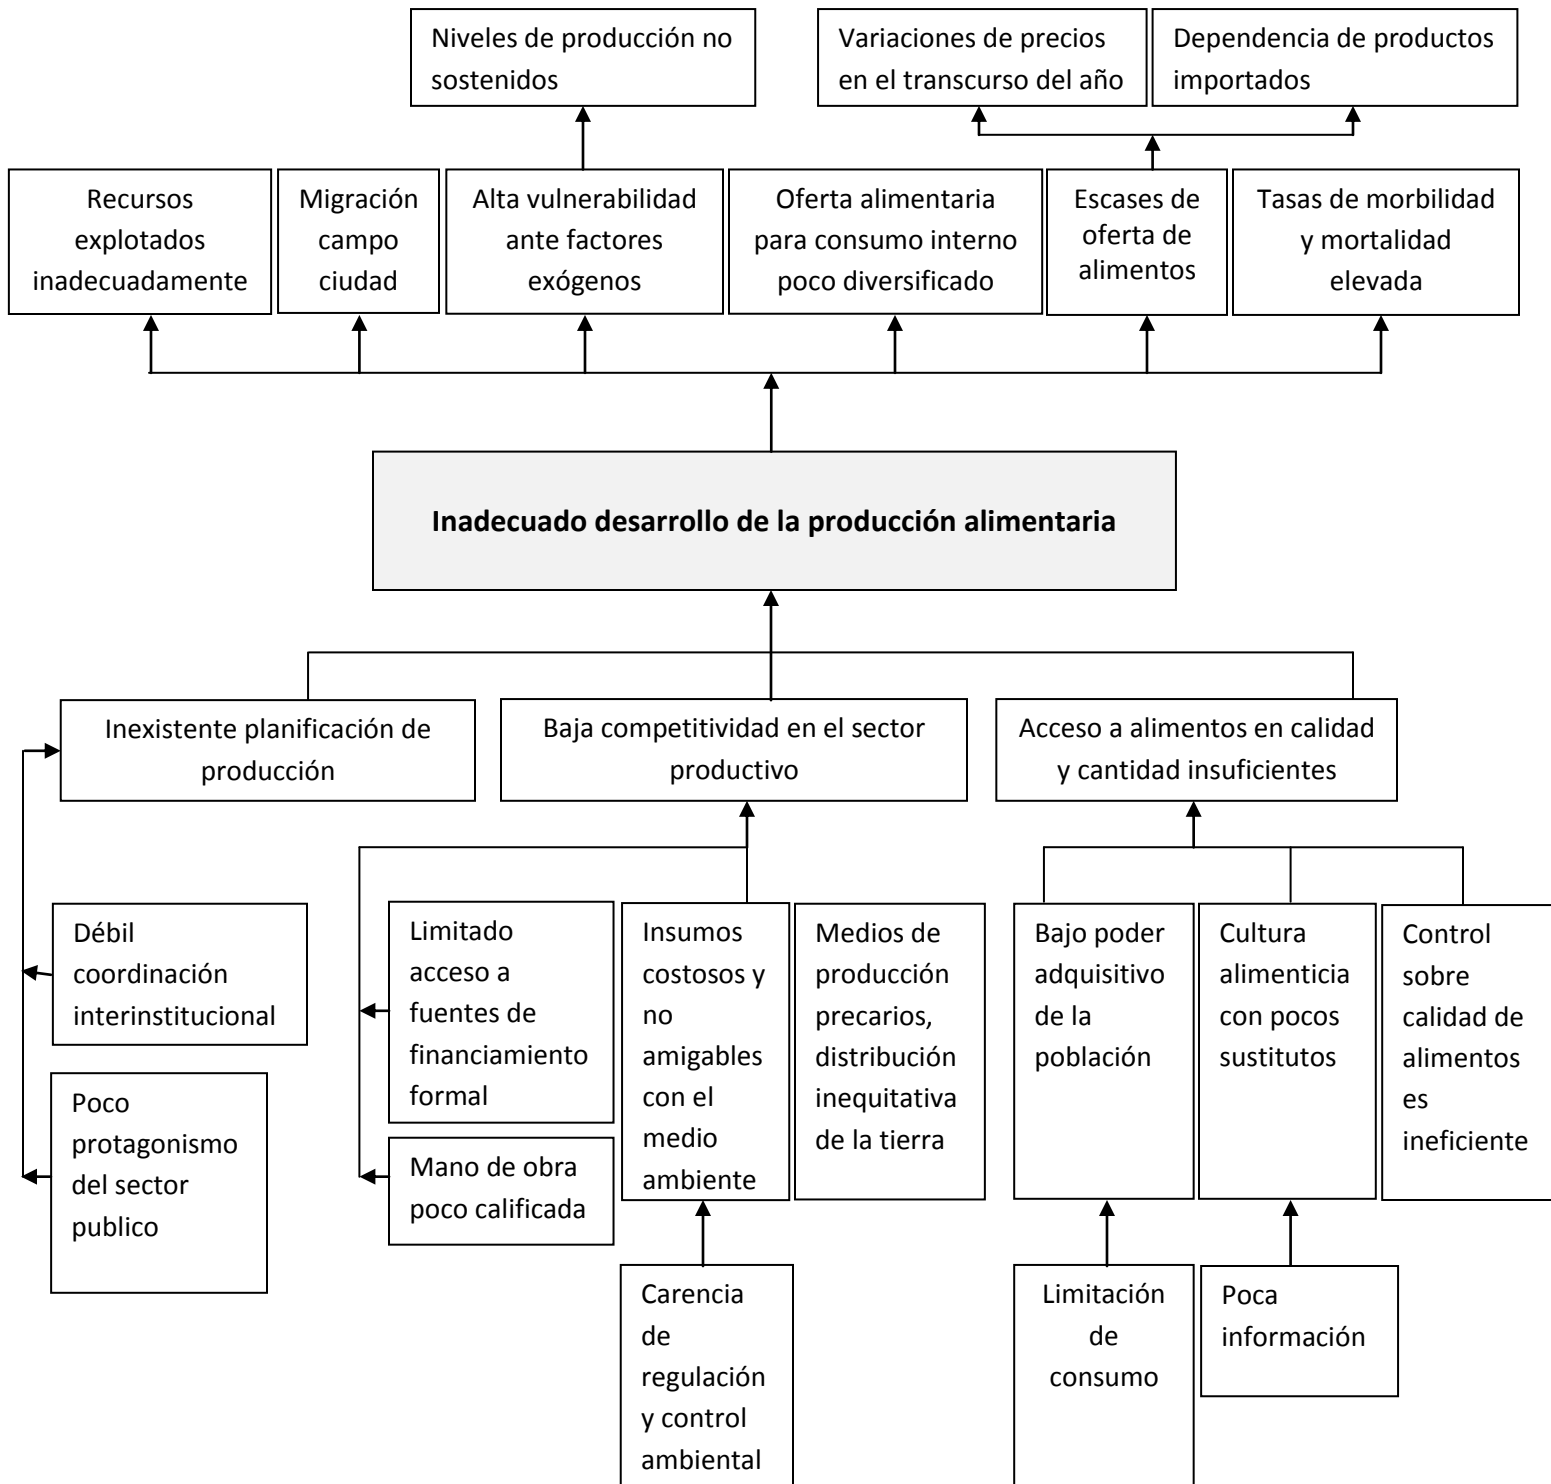 Niveles de producción no
sostenidos
Variaciones de precios
en el transcurso del año
Dependencia de productos
importados
Recursos
explotados
inadecuadamente
Migración
campo
ciudad
Alta vulnerabilidad
ante factores
exógenos
Oferta alimentaria
para consumo interno
poco diversificado
Escases de
oferta de
alimentos
Tasas de morbilidad
y mortalidad
elevada
Inadecuado desarrollo de la producción alimentaria
Inexistente planificación de
producción
Baja competitividad en el sector
productivo
Acceso a alimentos en calidad
y cantidad insuficientes
Débil
coordinación
interinstitucional
Poco
protagonismo
del sector
publico
Limitado
acceso a
fuentes de
financiamiento
formal
Mano de obra
poco calificada
Insumos
costosos y
no
amigables
con el
medio
ambiente
Medios de
producción
precarios,
distribución
inequitativa
de la tierra
Bajo poder
adquisitivo
de la
población
Cultura
alimenticia
con pocos
sustitutos
Control
sobre
calidad de
alimentos
es
ineficiente
Carencia
de
regulación
y control
ambiental
Limitación
de
consumo
Poca
información